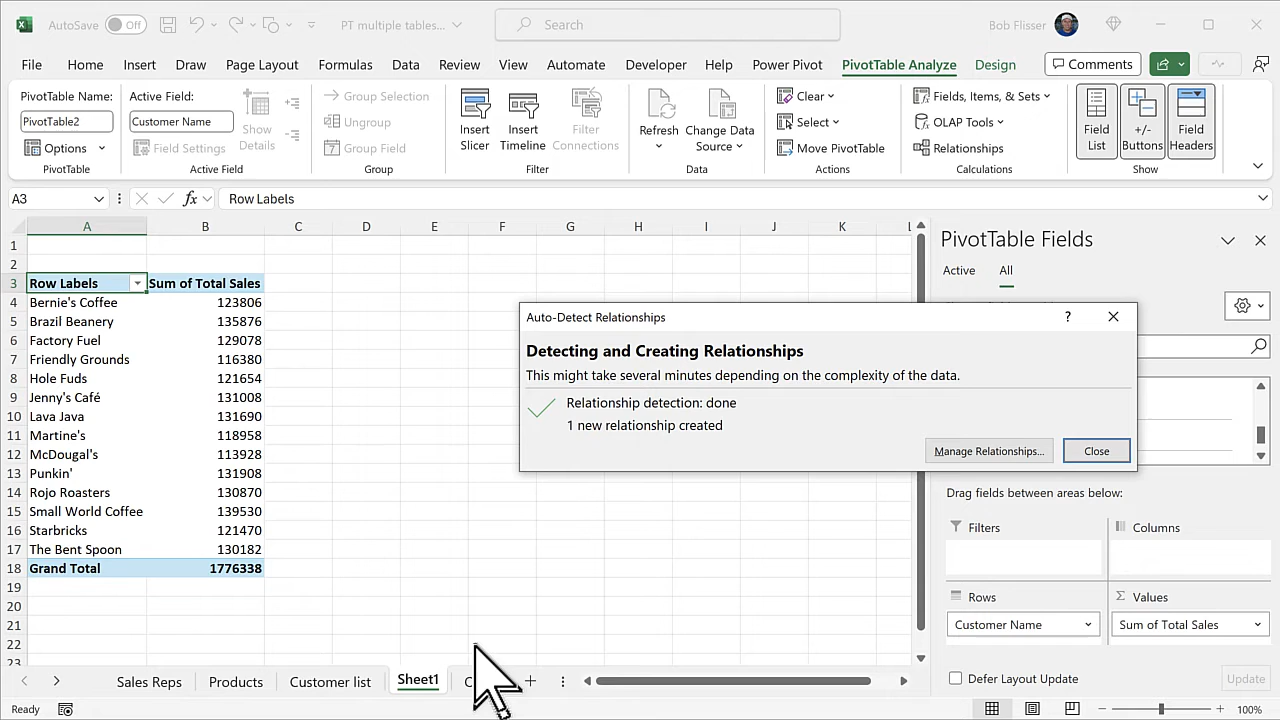 AutoSave Off PT multiple tables... Search Bob Flisser
File Home Insert Draw Page Layout Formulas Data Review View Automate Developer Help Power Pivot PivotTable Analyze Design Comments
PivotTable Name:
PivotTable2
Options
PivotTable
Active Field:
Customer Name
Field Settings
Show
Details
Active Field
Group Selection
Ungroup
Group Field
Group
Insert
Slicer
Insert
Timeline
Filter
Connections
Filter
Refresh
Change Data
Source
Data
Clear
Select
Move PivotTable
Actions
Fields, Items, & Sets
OLAP Tools
Relationships
Calculations
Field
List
+/-
Buttons
Field
Headers
Show
A3 fx Row Labels
A B C D E F G H I J K L
1
2
3 Row Labels Sum of Total Sales
4 Bernie's Coffee 123806
5 Brazil Beanery 135876
6 Factory Fuel 129078
7 Friendly Grounds 116380
8 Hole Fuds 121654
9 Jenny's Café 131008
10 Lava Java 131690
11 Martine's 118958
12 McDougal's 113928
13 Punkin' 131908
14 Rojo Roasters 130870
15 Small World Coffee 139530
16 Starbricks 121470
17 The Bent Spoon 130182
18 Grand Total 1776338
19
20
21
22
23
Auto-Detect Relationships ?
Detecting and Creating Relationships
This might take several minutes depending on the complexity of the data.
Relationship detection: done
1 new relationship created
Manage Relationships... Close
PivotTable Fields
Active All
Drag fields between areas below:
Filters
Columns
Rows
Customer Name
Values
Sum of Total Sales
Defer Layout Update Update
Sales Reps Products Customer list Sheet1
Ready 100%